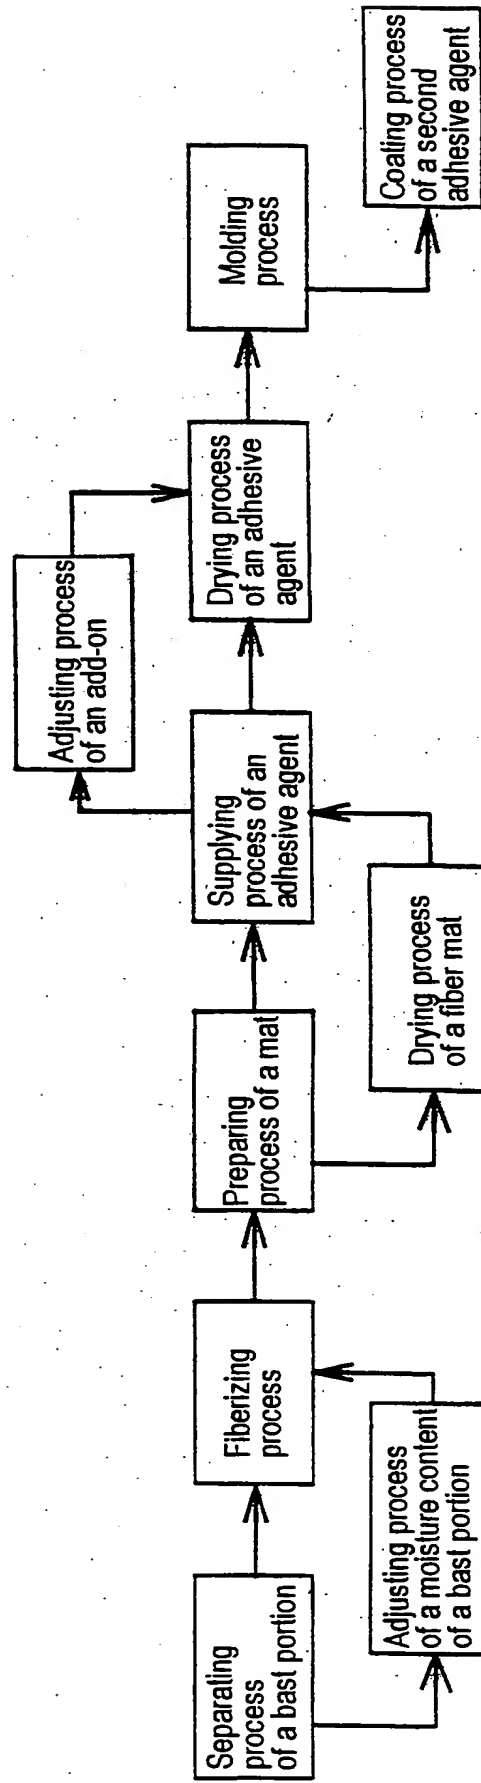 Separating
process
of a bast portion
Adjusting process
of a moisture content
of a bast portion
Fiberizing
process
Preparing
process of a mat
Drying process
of a fiber mat
Supplying
process of an
adhesive agent
Adjusting process
of an add-on
Drying process
of an adhesive
agent
Molding
process
Coating process
of a second
adhesive agent